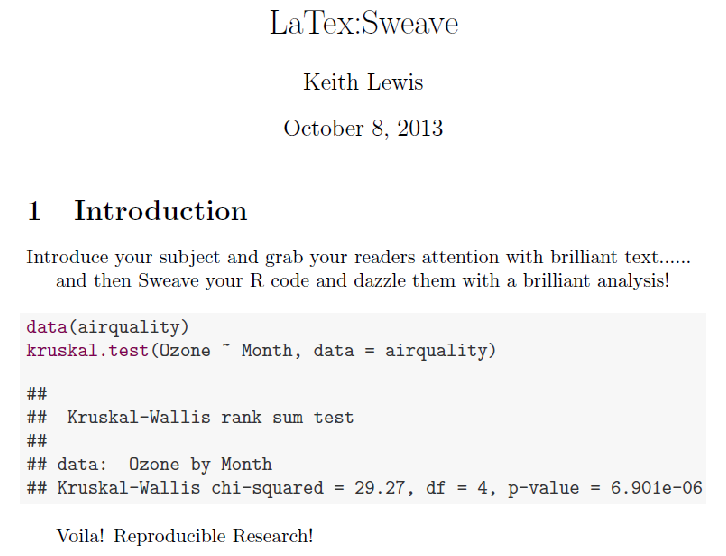 LaTex:Sweave
Keith Lewis
October 8, 2013
1 Introduction
Introduce your subject and grab your readers attention with brilliant text......
and then Sweave your R code and dazzle them with a brilliant analysis!
data(airquality)
kruskal.test(Ozone ~ Month, data = airquality)
##
## Kruskal-Wallis rank sum test
##
## data: Ozone by Month
## Kruskal-Wallis chi-squared = 29.27, df = 4, p-value = 6.901e-06
Voila! Reproducible Research!